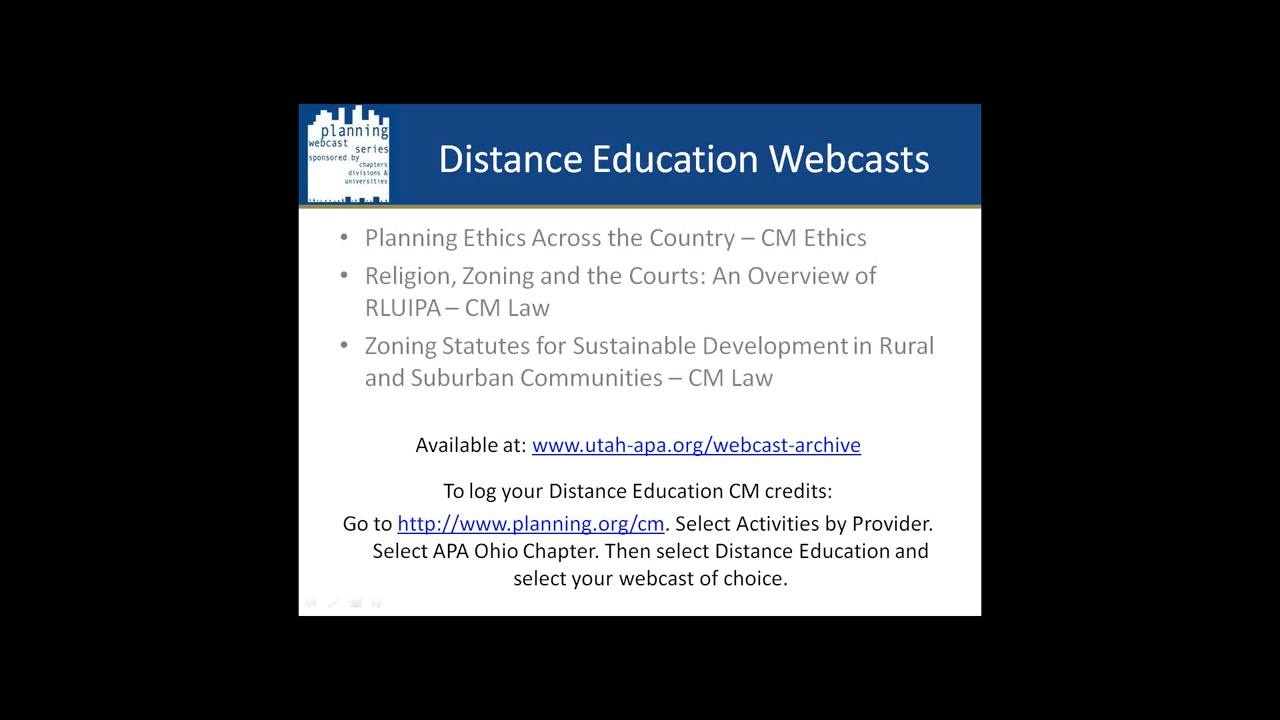 planning
webcast series
sponsored by
chapters
divisions &
universities
Distance Education Webcasts
• Planning Ethics Across the Country – CM Ethics
• Religion, Zoning and the Courts: An Overview of
RLUIPA – CM Law
• Zoning Statutes for Sustainable Development in Rural
and Suburban Communities – CM Law
Available at: www.utah-apa.org/webcast-archive
To log your Distance Education CM credits:
Go to http://www.planning.org/cm. Select Activities by Provider.
Select APA Ohio Chapter. Then select Distance Education and
select your webcast of choice.